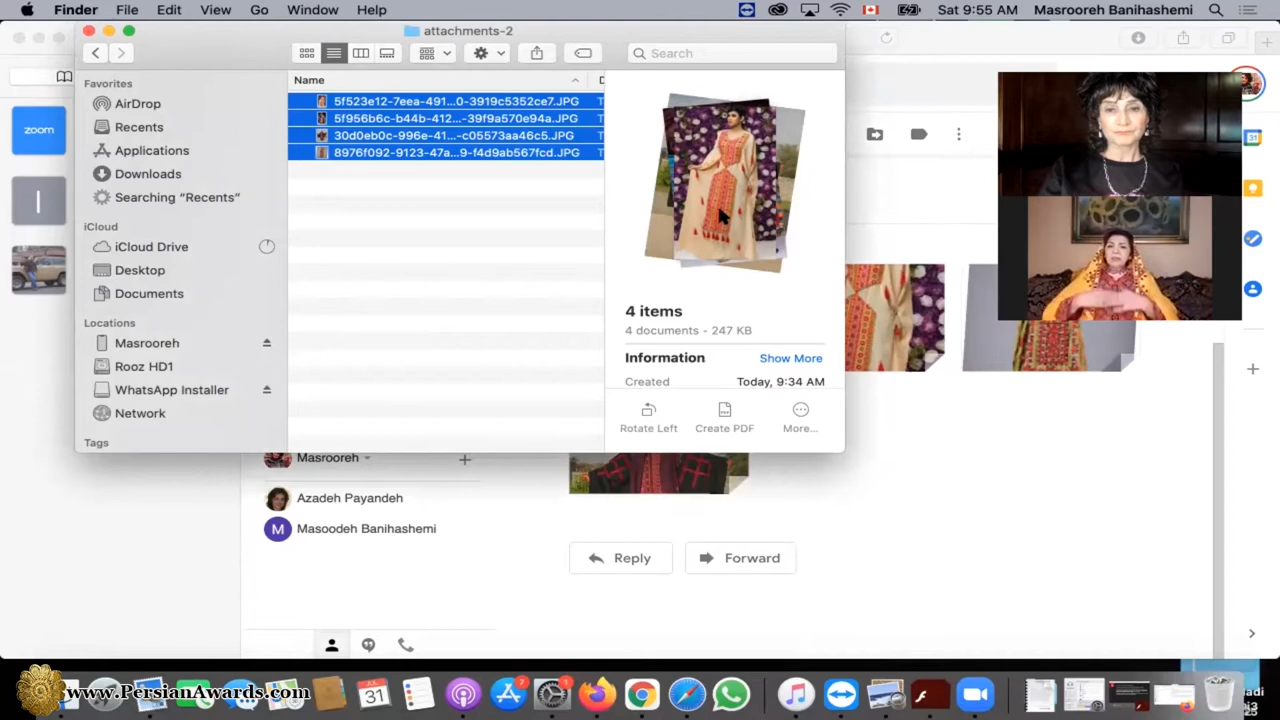 Finder File Edit View Go Window Help
Sat 9:55 AM Masrooreh Banihashemi
attachments-2
Search
Favorites
AirDrop
Recents
Applications
Downloads
Searching “Recents”
iCloud
iCloud Drive
Desktop
Documents
Locations
Masrooreh
Rooz HD1
WhatsApp Installer
Network
Tags
Name
5f523e12-7eea-491...0-3919c5352ce7.JPG
5f956b6c-b44b-412...-39f9a570e94a.JPG
30d0eb0c-996e-41...-c05573aa46c5.JPG
8976f092-9123-47a...9-f4d9ab567fcd.JPG
4 items
4 documents - 247 KB
Information Show More
Created Today, 9:34 AM
Rotate Left Create PDF More...
zoom
I
31
Masrooreh
Azadeh Payandeh
M Masoodeh Banihashemi
Reply Forward
www.PersianAwards.com
JUL
31
7
1